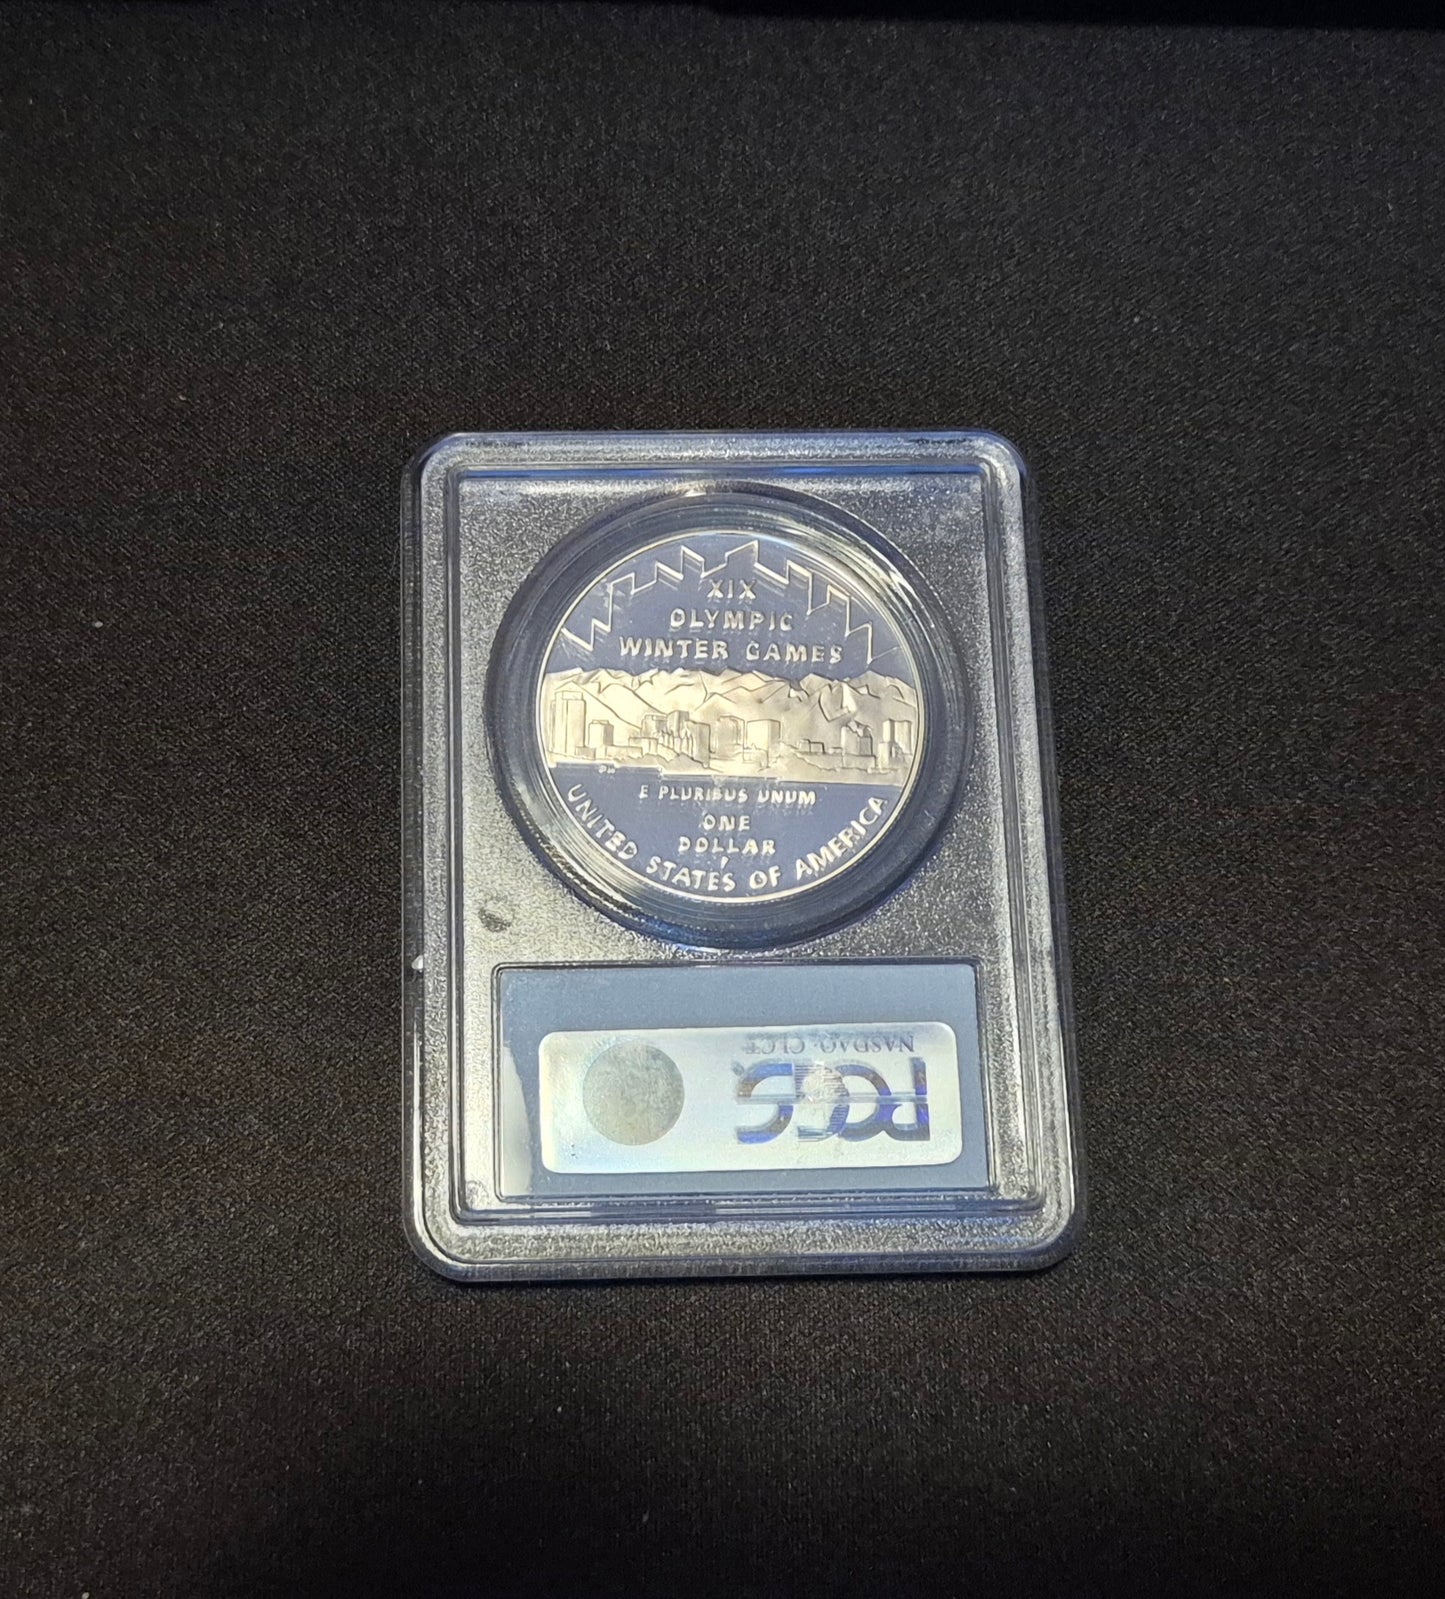 XIX
OLYMPIC
WINTER GAMES
E PLURIBUS UNUM
ONE
DOLLAR
P
UNITED STATES OF AMERICA
PCGS
NASDAQ: CLCT